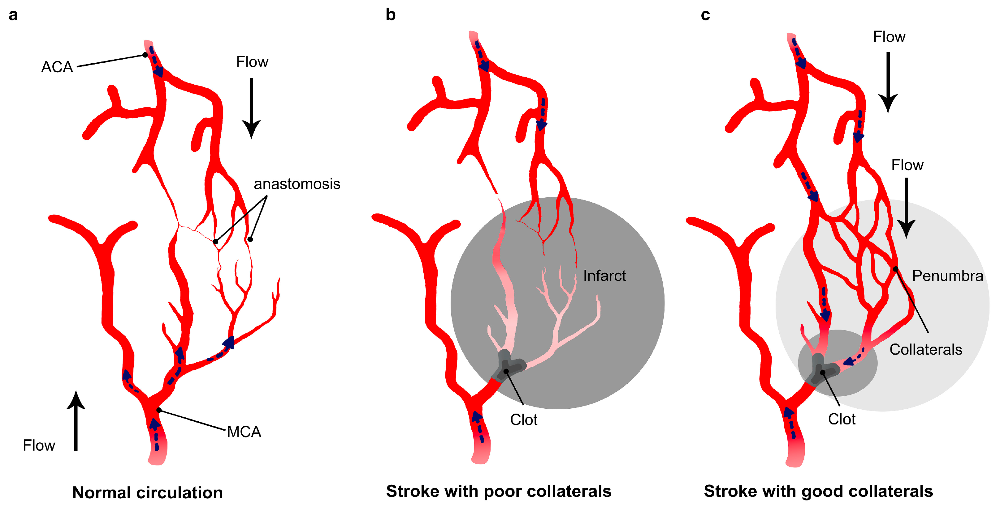 a
ACA
Flow
anastomosis
MCA
Flow
Normal circulation
b
Infarct
Clot
Stroke with poor collaterals
c
Flow
Flow
Penumbra
Collaterals
Clot
Stroke with good collaterals